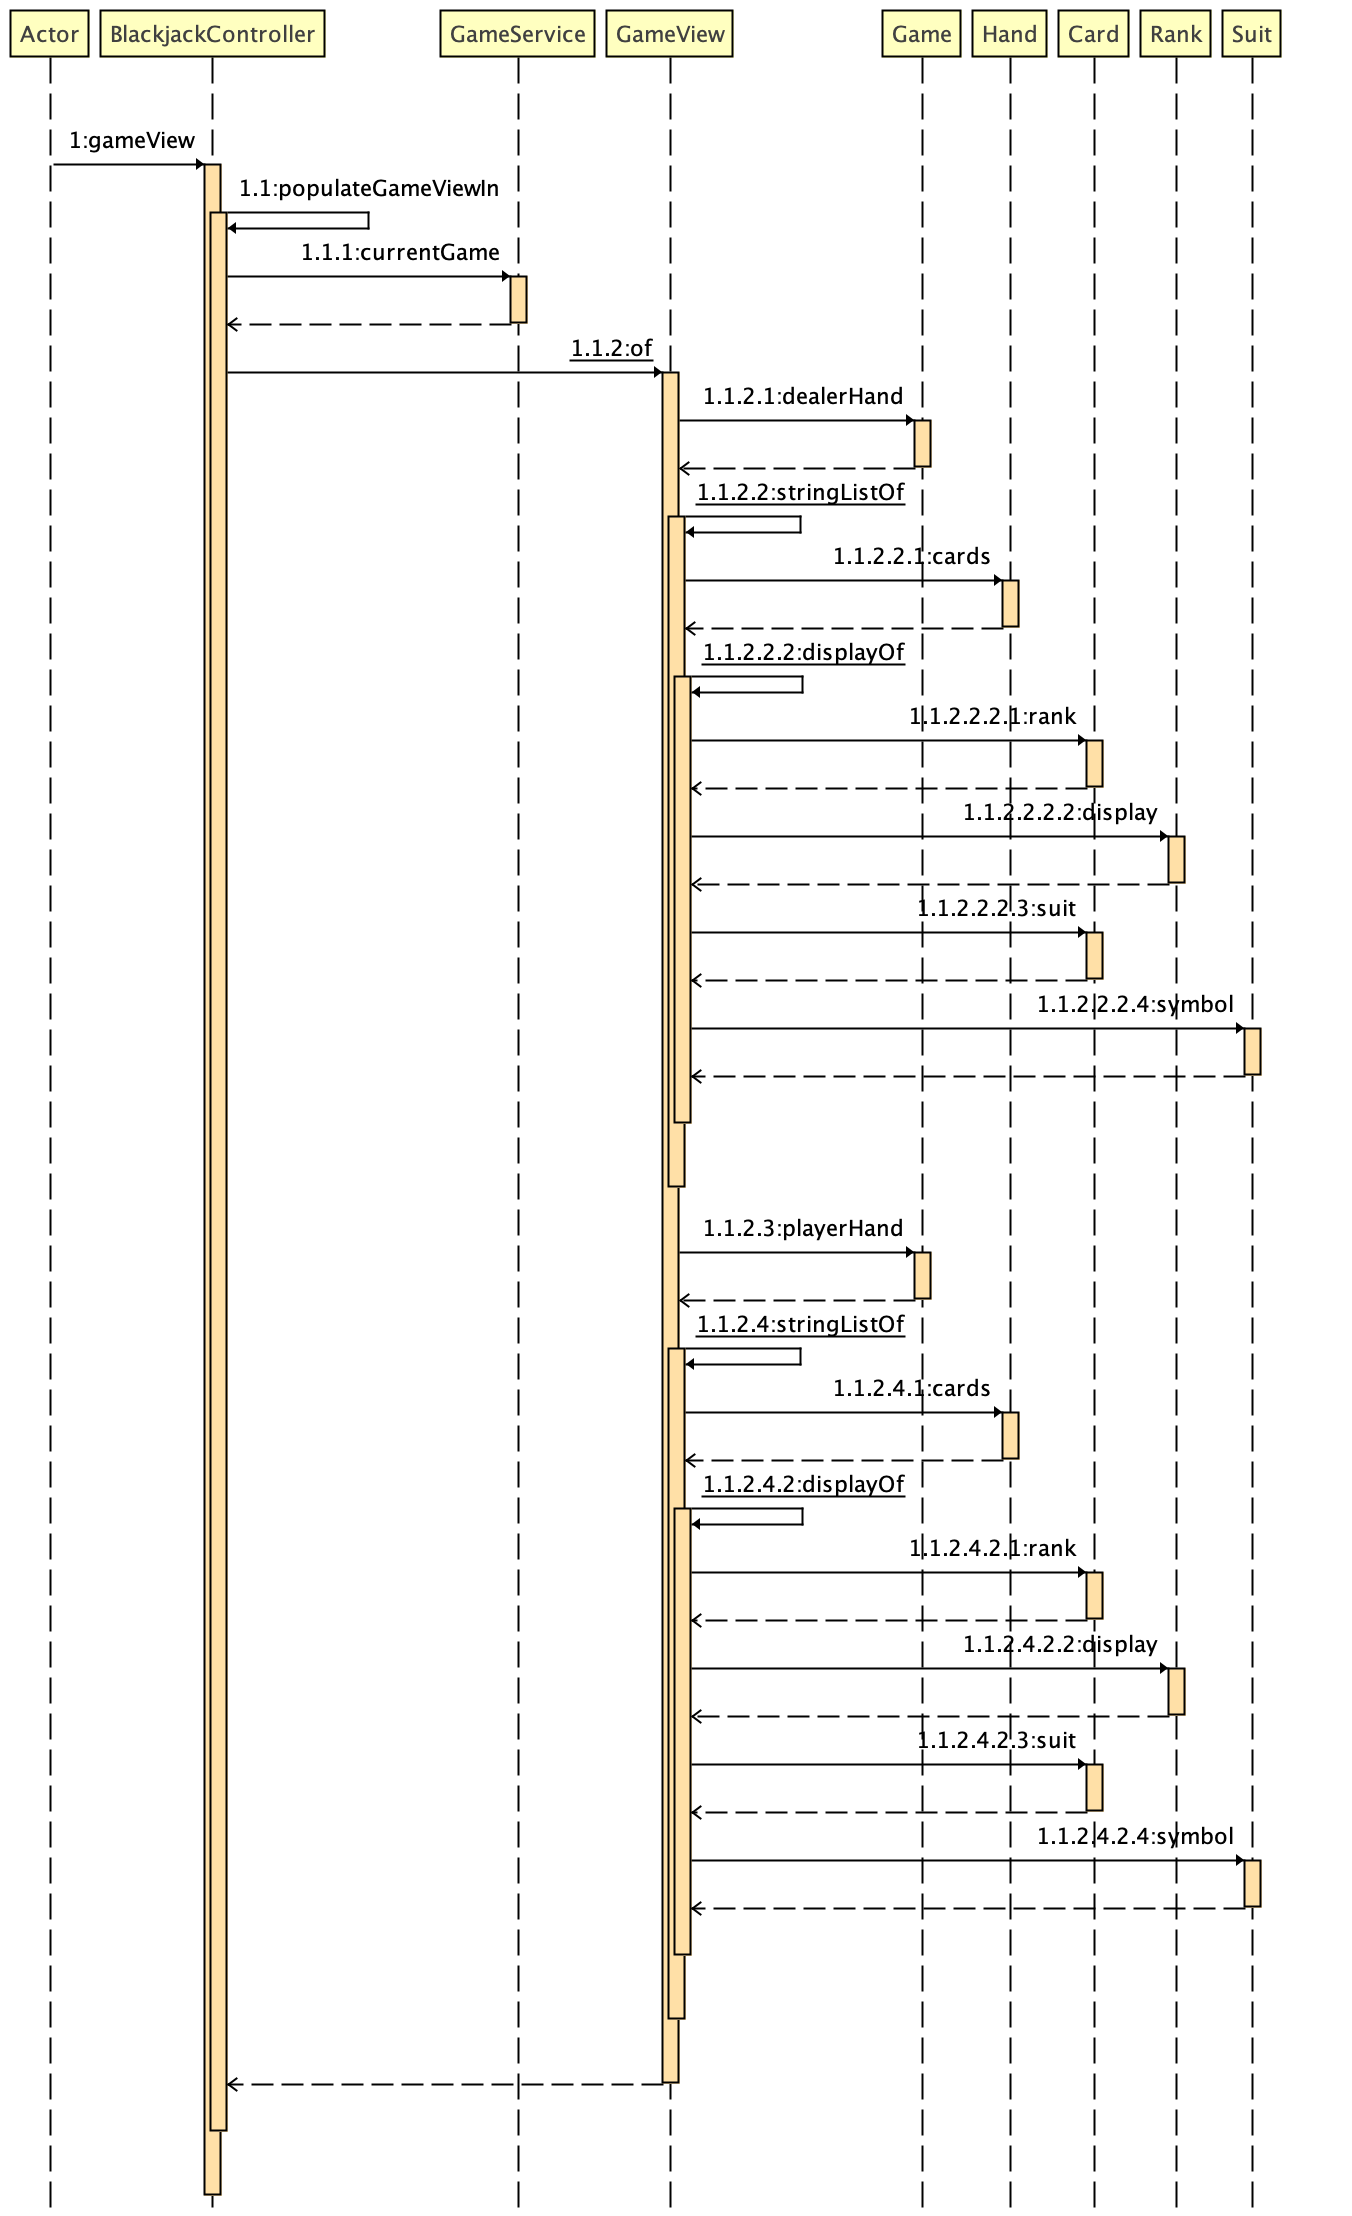 Actor BlackjackController GameService GameView Game Hand Card Rank Suit
1:gameView
1.1:populateGameViewIn
1.1.1:currentGame
1.1.2:of
1.1.2.1:dealerHand
1.1.2.2:stringListOf
1.1.2.2.1:cards
1.1.2.2.2:displayOf
1.1.2.2.2.1:rank
1.1.2.2.2.2:display
1.1.2.2.2.3:suit
1.1.2.2.2.4:symbol
1.1.2.3:playerHand
1.1.2.4:stringListOf
1.1.2.4.1:cards
1.1.2.4.2:displayOf
1.1.2.4.2.1:rank
1.1.2.4.2.2:display
1.1.2.4.2.3:suit
1.1.2.4.2.4:symbol